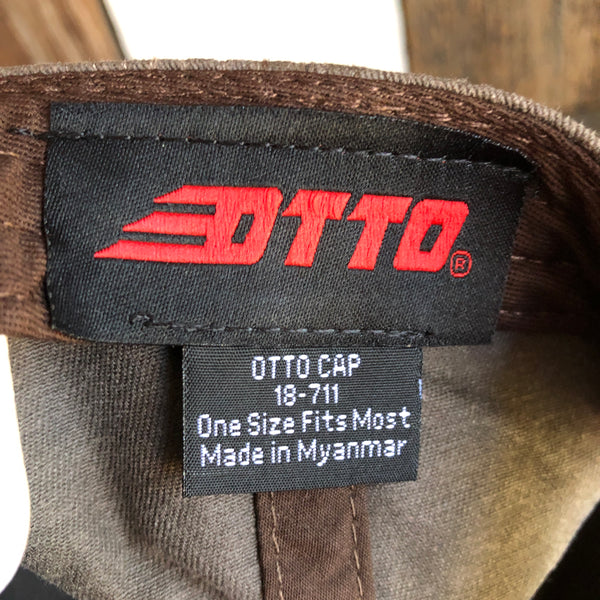 OTTO®
OTTO CAP
18-711
One Size Fits Most
Made in Myanmar